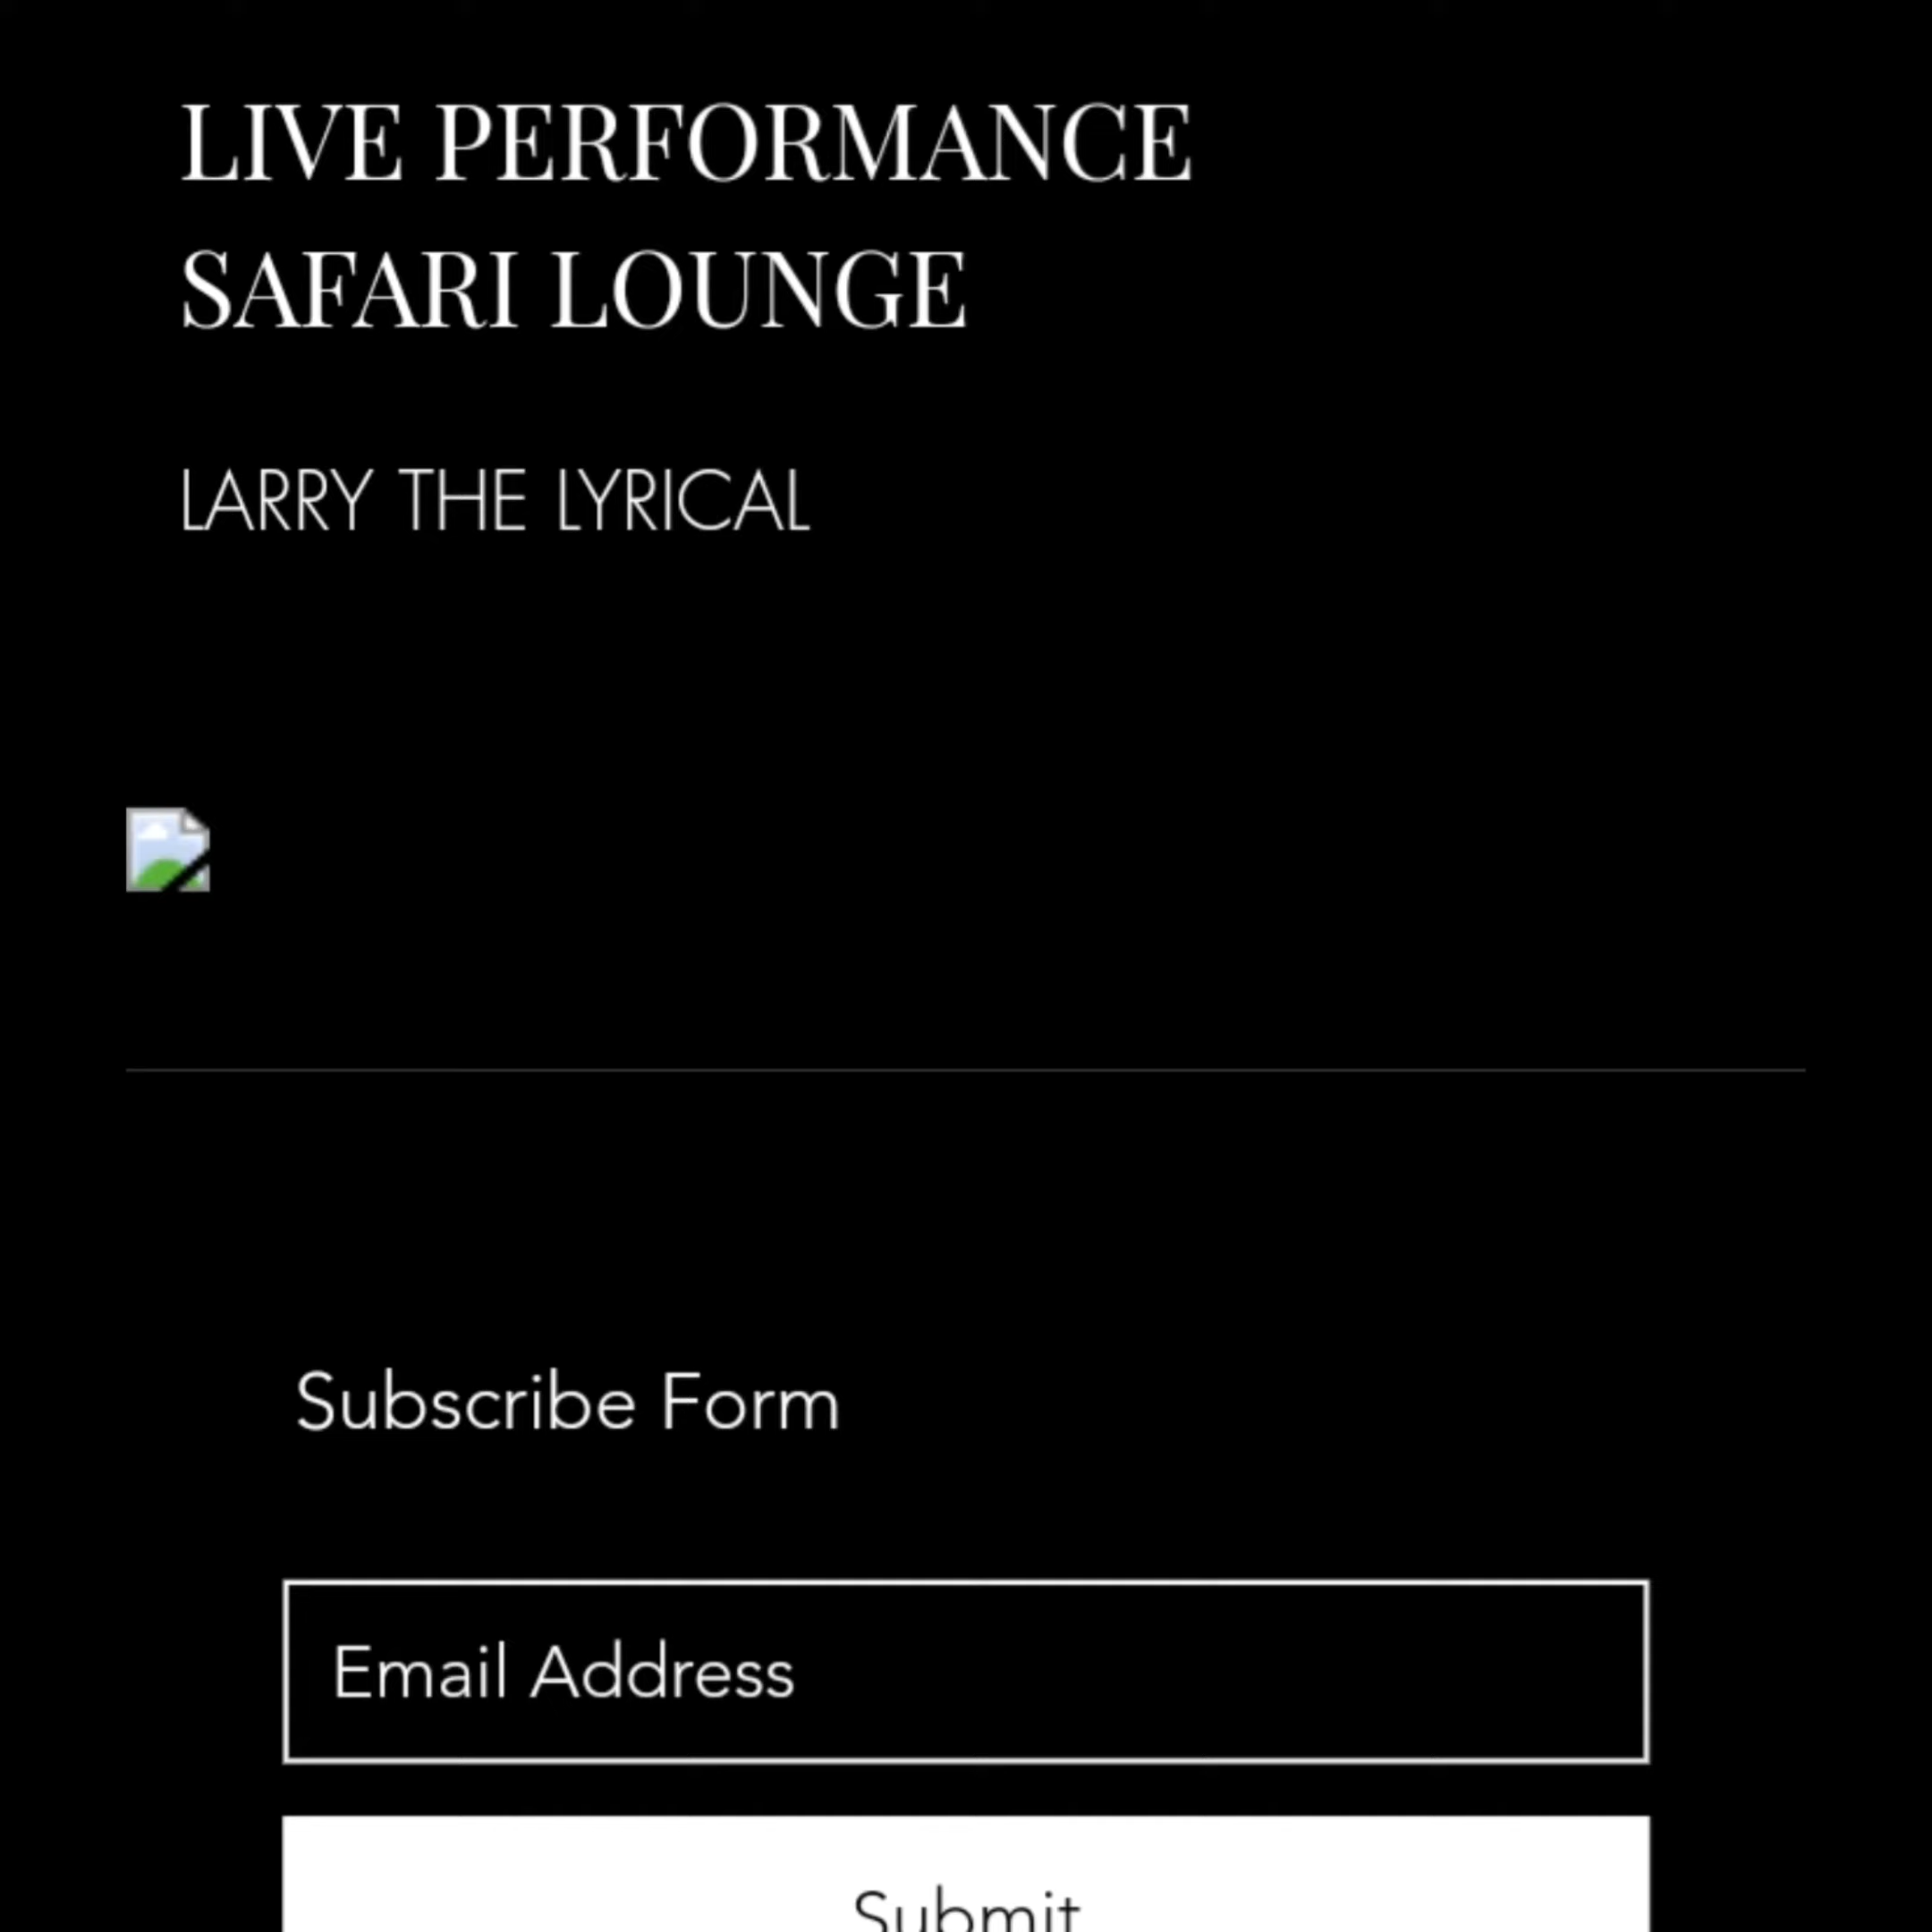 LIVE PERFORMANCE
SAFARI LOUNGE
LARRY THE LYRICAL
Subscribe Form
Email Address
Submit